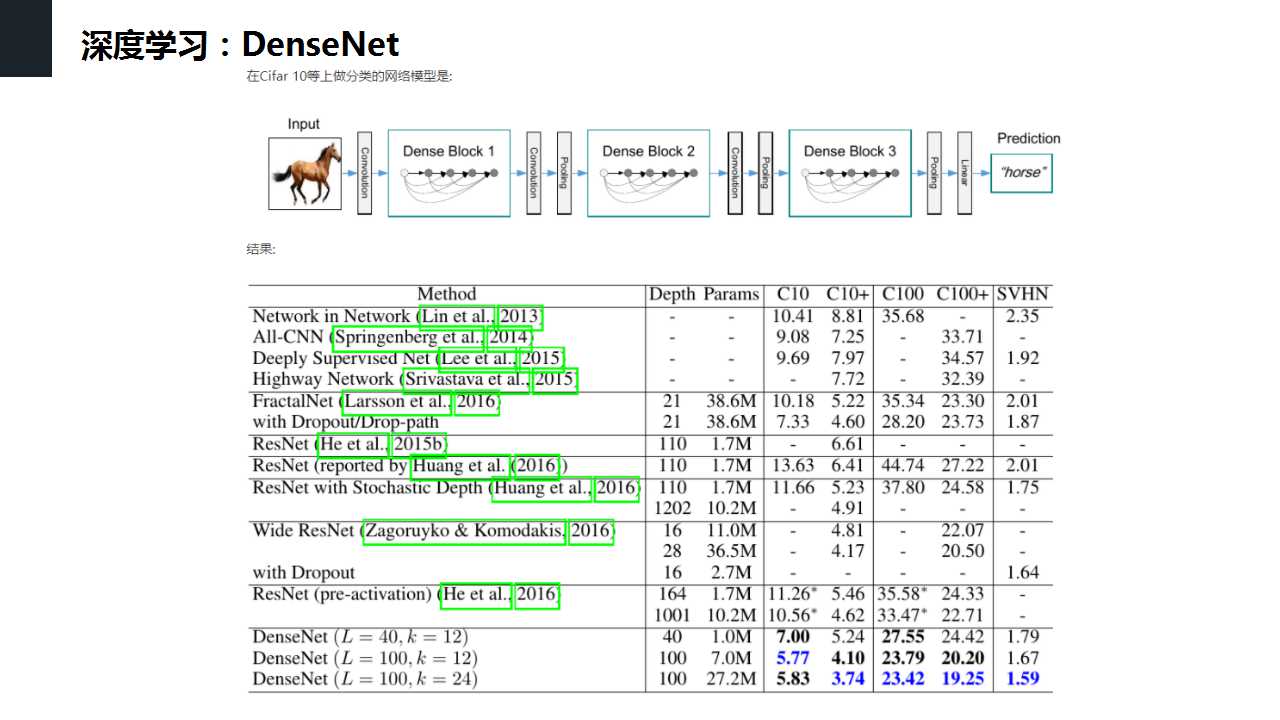 深度学习：DenseNet
在Cifar 10等上做分类的网络模型是:
Input
Prediction
Convolution
Dense Block 1
Convolution
Pooling
Dense Block 2
Convolution
Pooling
Dense Block 3
Pooling
Linear
"horse"
结果:
Method Depth Params C10 C10+ C100 C100+ SVHN
Network in Network (Lin et al., 2013) - - 10.41 8.81 35.68 - 2.35
All-CNN (Springenberg et al., 2014) - - 9.08 7.25 - 33.71 -
Deeply Supervised Net (Lee et al., 2015) - - 9.69 7.97 - 34.57 1.92
Highway Network (Srivastava et al., 2015) - - - 7.72 - 32.39 -
FractalNet (Larsson et al., 2016) 21 38.6M 10.18 5.22 35.34 23.30 2.01
with Dropout/Drop-path 21 38.6M 7.33 4.60 28.20 23.73 1.87
ResNet (He et al., 2015b) 110 1.7M - 6.61 - - -
ResNet (reported by Huang et al. (2016)) 110 1.7M 13.63 6.41 44.74 27.22 2.01
ResNet with Stochastic Depth (Huang et al., 2016) 110 1.7M 11.66 5.23 37.80 24.58 1.75
1202 10.2M - 4.91 - - -
Wide ResNet (Zagoruyko & Komodakis, 2016) 16 11.0M - 4.81 - 22.07 -
28 36.5M - 4.17 - 20.50 -
with Dropout 16 2.7M - - - - 1.64
ResNet (pre-activation) (He et al., 2016) 164 1.7M 11.26* 5.46 35.58* 24.33 -
1001 10.2M 10.56* 4.62 33.47* 22.71 -
DenseNet (L = 40, k = 12) 40 1.0M 7.00 5.24 27.55 24.42 1.79
DenseNet (L = 100, k = 12) 100 7.0M 5.77 4.10 23.79 20.20 1.67
DenseNet (L = 100, k = 24) 100 27.2M 5.83 3.74 23.42 19.25 1.59